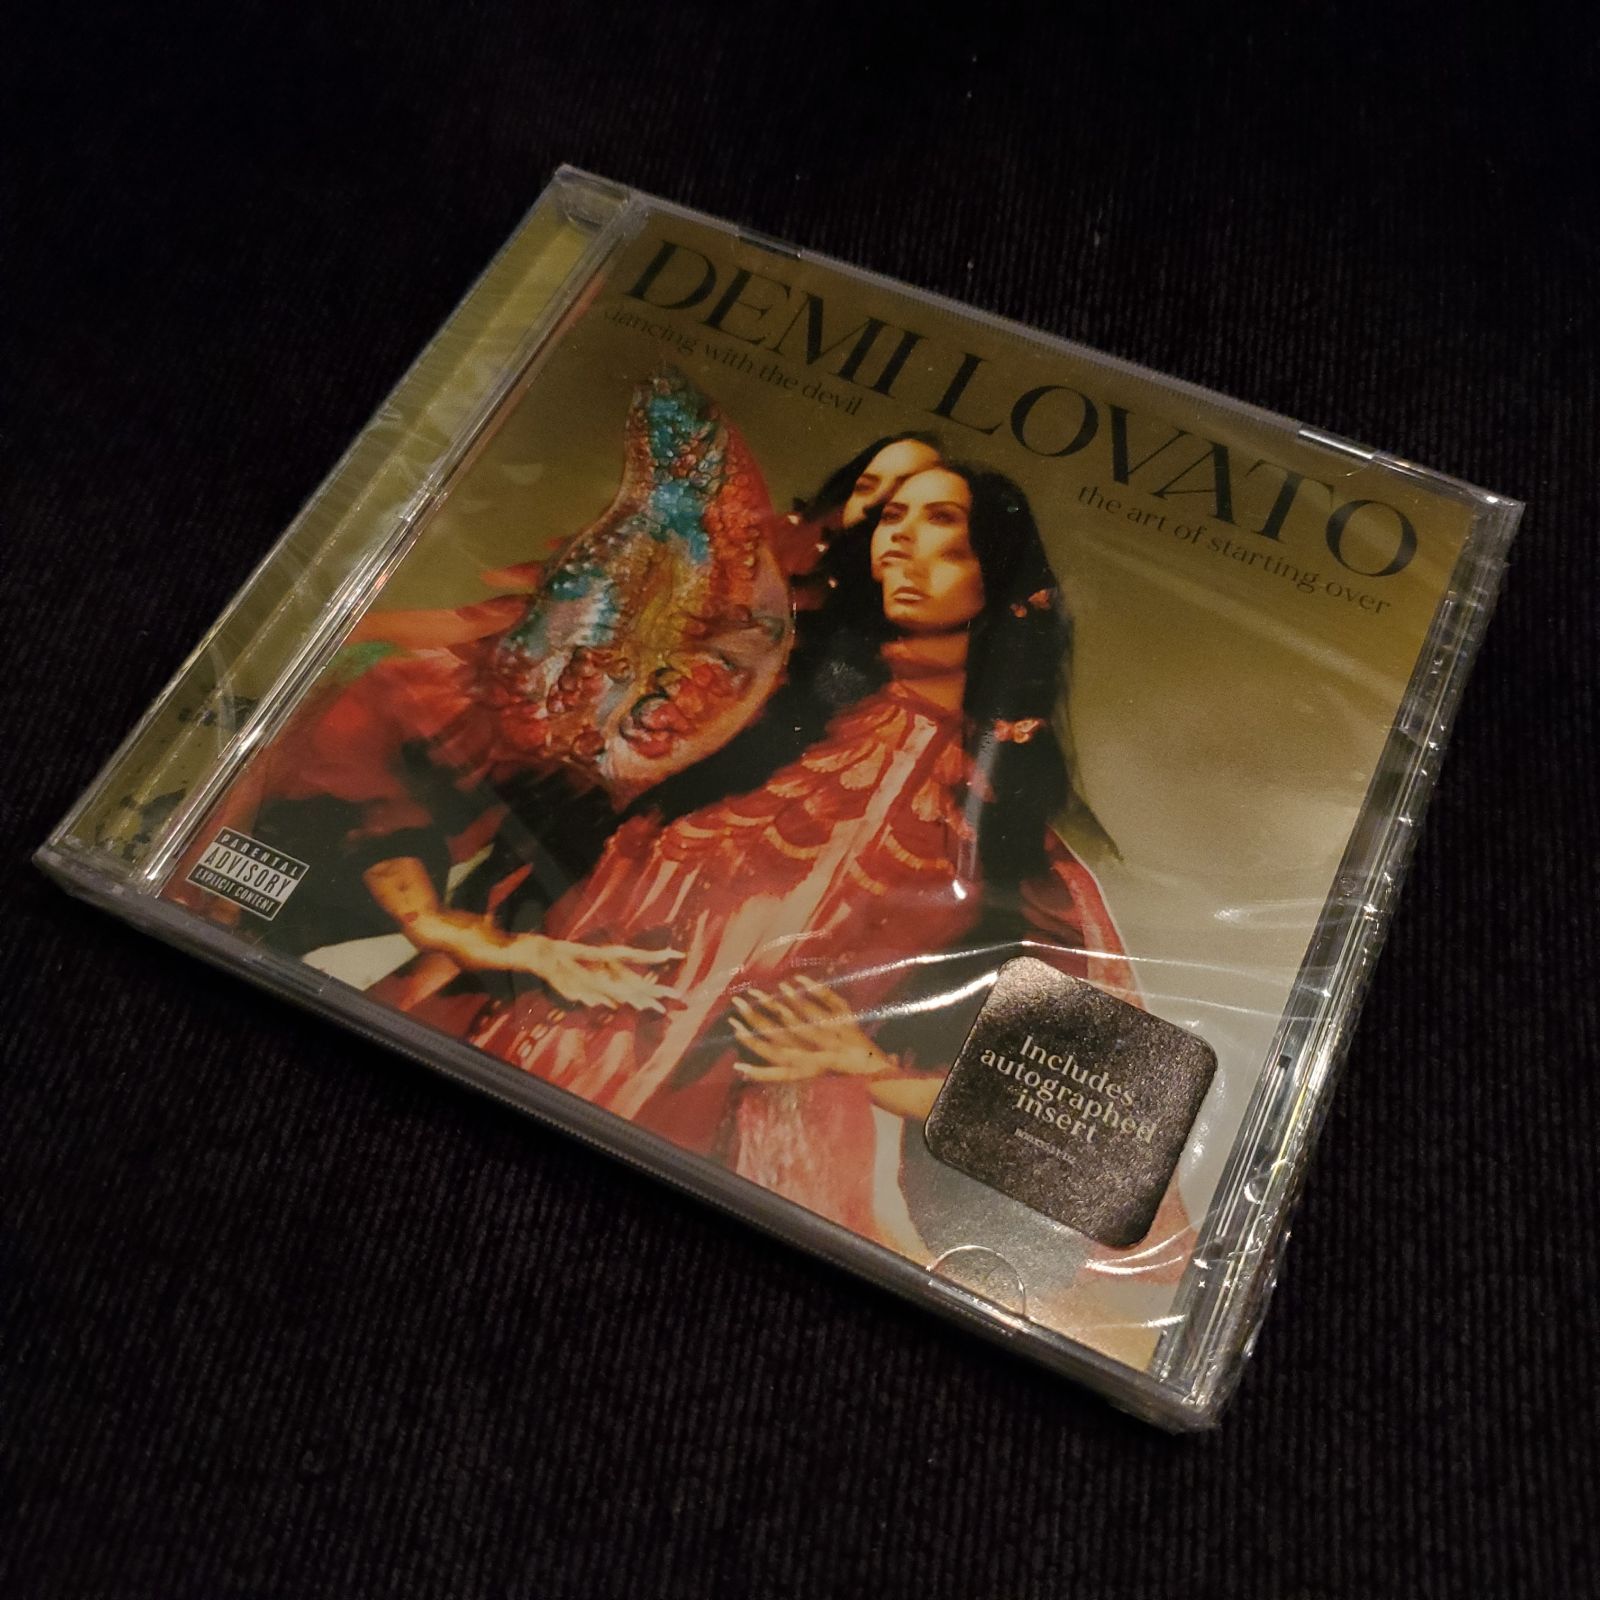 DEMI LOVATO
dancing with the devil
the art of starting over
PARENTAL
ADVISORY
EXPLICIT CONTENT
Includes
autographed
insert